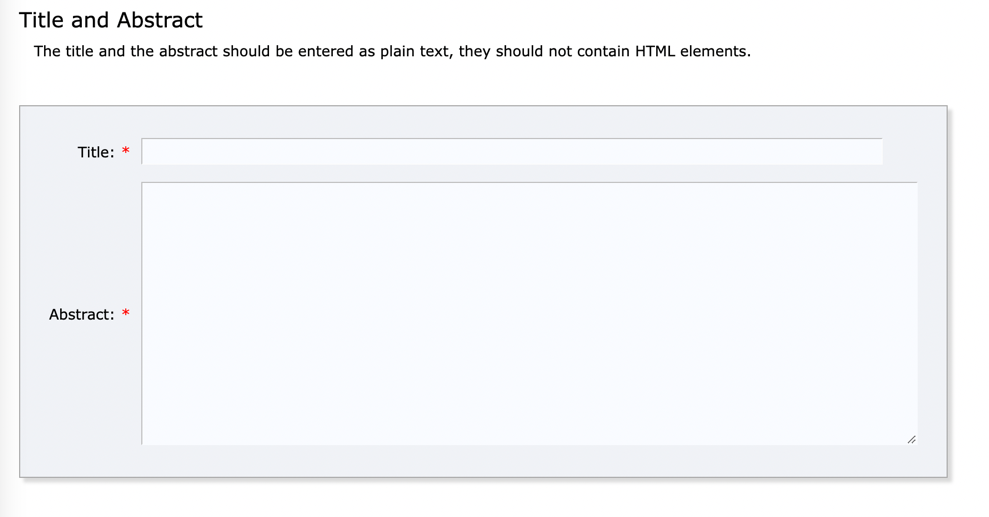 Title and Abstract
The title and the abstract should be entered as plain text, they should not contain HTML elements.
Title: *
Abstract: *